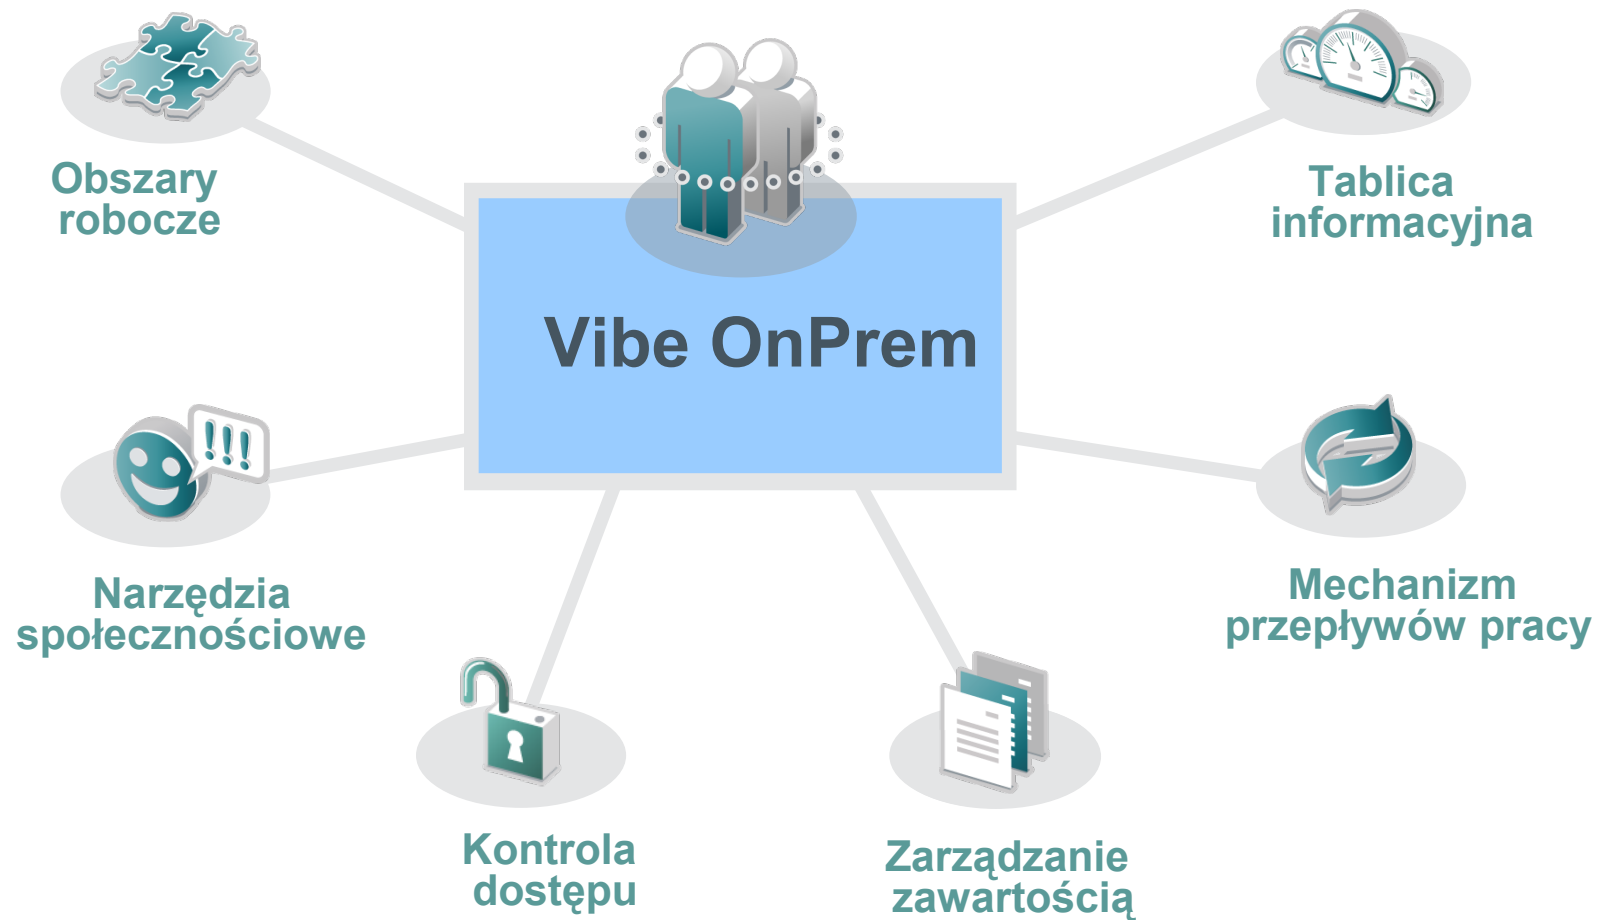 Obszary
robocze
Tablica
informacyjna
Vibe OnPrem
!!!
Narzędzia
społecznościowe
Mechanizm
przepływów pracy
Kontrola
dostępu
Zarządzanie
zawartością